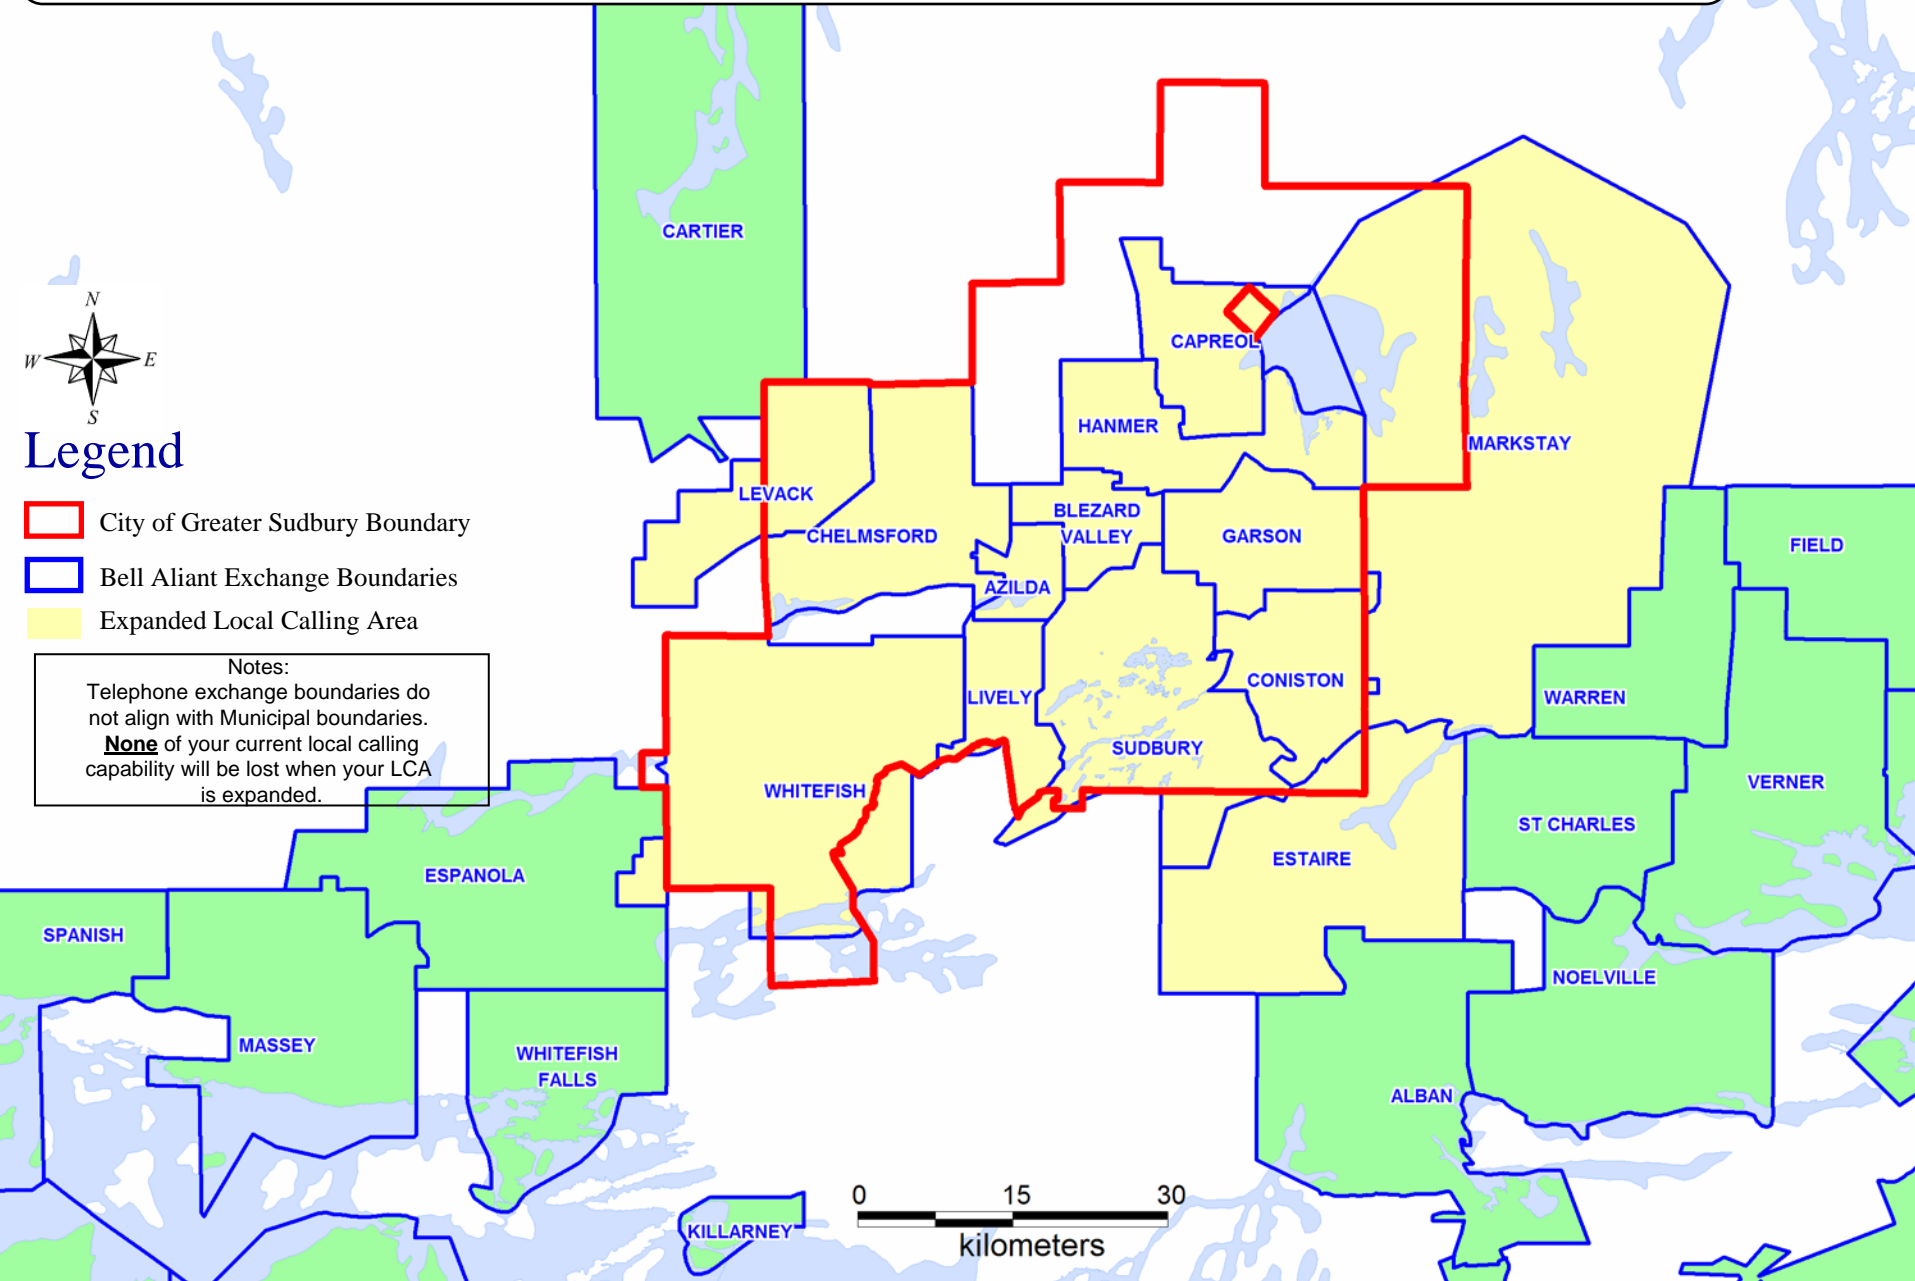 CARTIER
N
W E
S
CAPREOL
HANMER
MARKSTAY
Legend
LEVACK
City of Greater Sudbury Boundary
BLEZARD
VALLEY
CHELMSFORD
GARSON
FIELD
Bell Aliant Exchange Boundaries
AZILDA
Expanded Local Calling Area
Notes:
Telephone exchange boundaries do
not align with Municipal boundaries.
None of your current local calling
capability will be lost when your LCA
is expanded.
CONISTON
LIVELY
WARREN
SUDBURY
VERNER
WHITEFISH
ST CHARLES
ESTAIRE
ESPANOLA
SPANISH
NOELVILLE
MASSEY
WHITEFISH
FALLS
ALBAN
0 15 30
kilometers
KILLARNEY